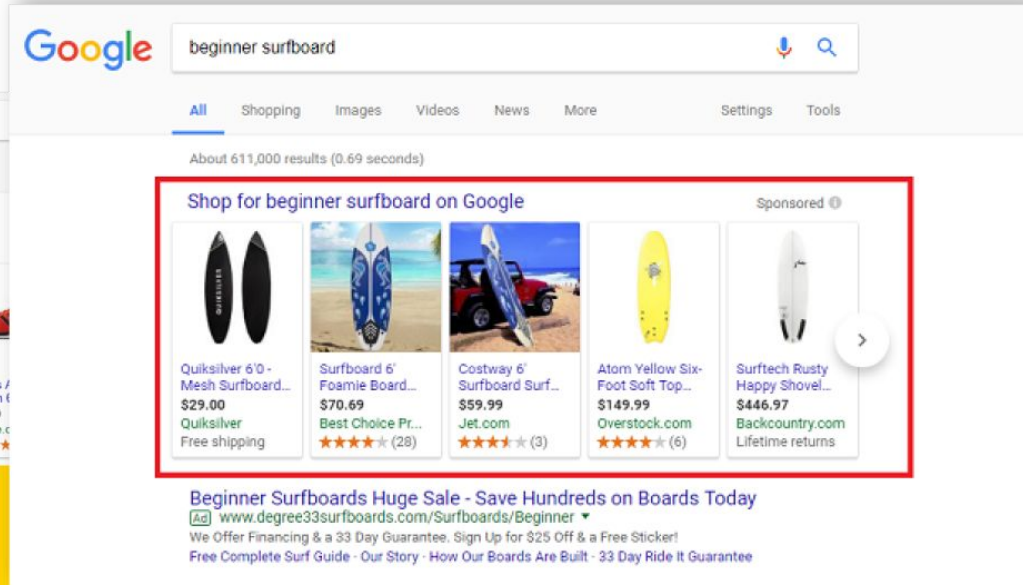 Google
beginner surfboard
All Shopping Images Videos News More Settings Tools
About 611,000 results (0.69 seconds)
Shop for beginner surfboard on Google
Sponsored
QUIKSILVER
Quiksilver 6'0 -
Mesh Surfboard...
$29.00
Quiksilver
Free shipping
Surfboard 6'
Foamie Board...
$70.69
Best Choice Pr...
(28)
Costway 6'
Surfboard Surf...
$59.99
Jet.com
(3)
Atom Yellow Six-
Foot Soft Top...
$149.99
Overstock.com
(6)
Surftech Rusty
Happy Shovel...
$446.97
Backcountry.com
Lifetime returns
Beginner Surfboards Huge Sale - Save Hundreds on Boards Today
Ad www.degree33surfboards.com/Surfboards/Beginner
We Offer Financing & a 33 Day Guarantee. Sign Up for $25 Off & a Free Sticker!
Free Complete Surf Guide · Our Story · How Our Boards Are Built · 33 Day Ride It Guarantee